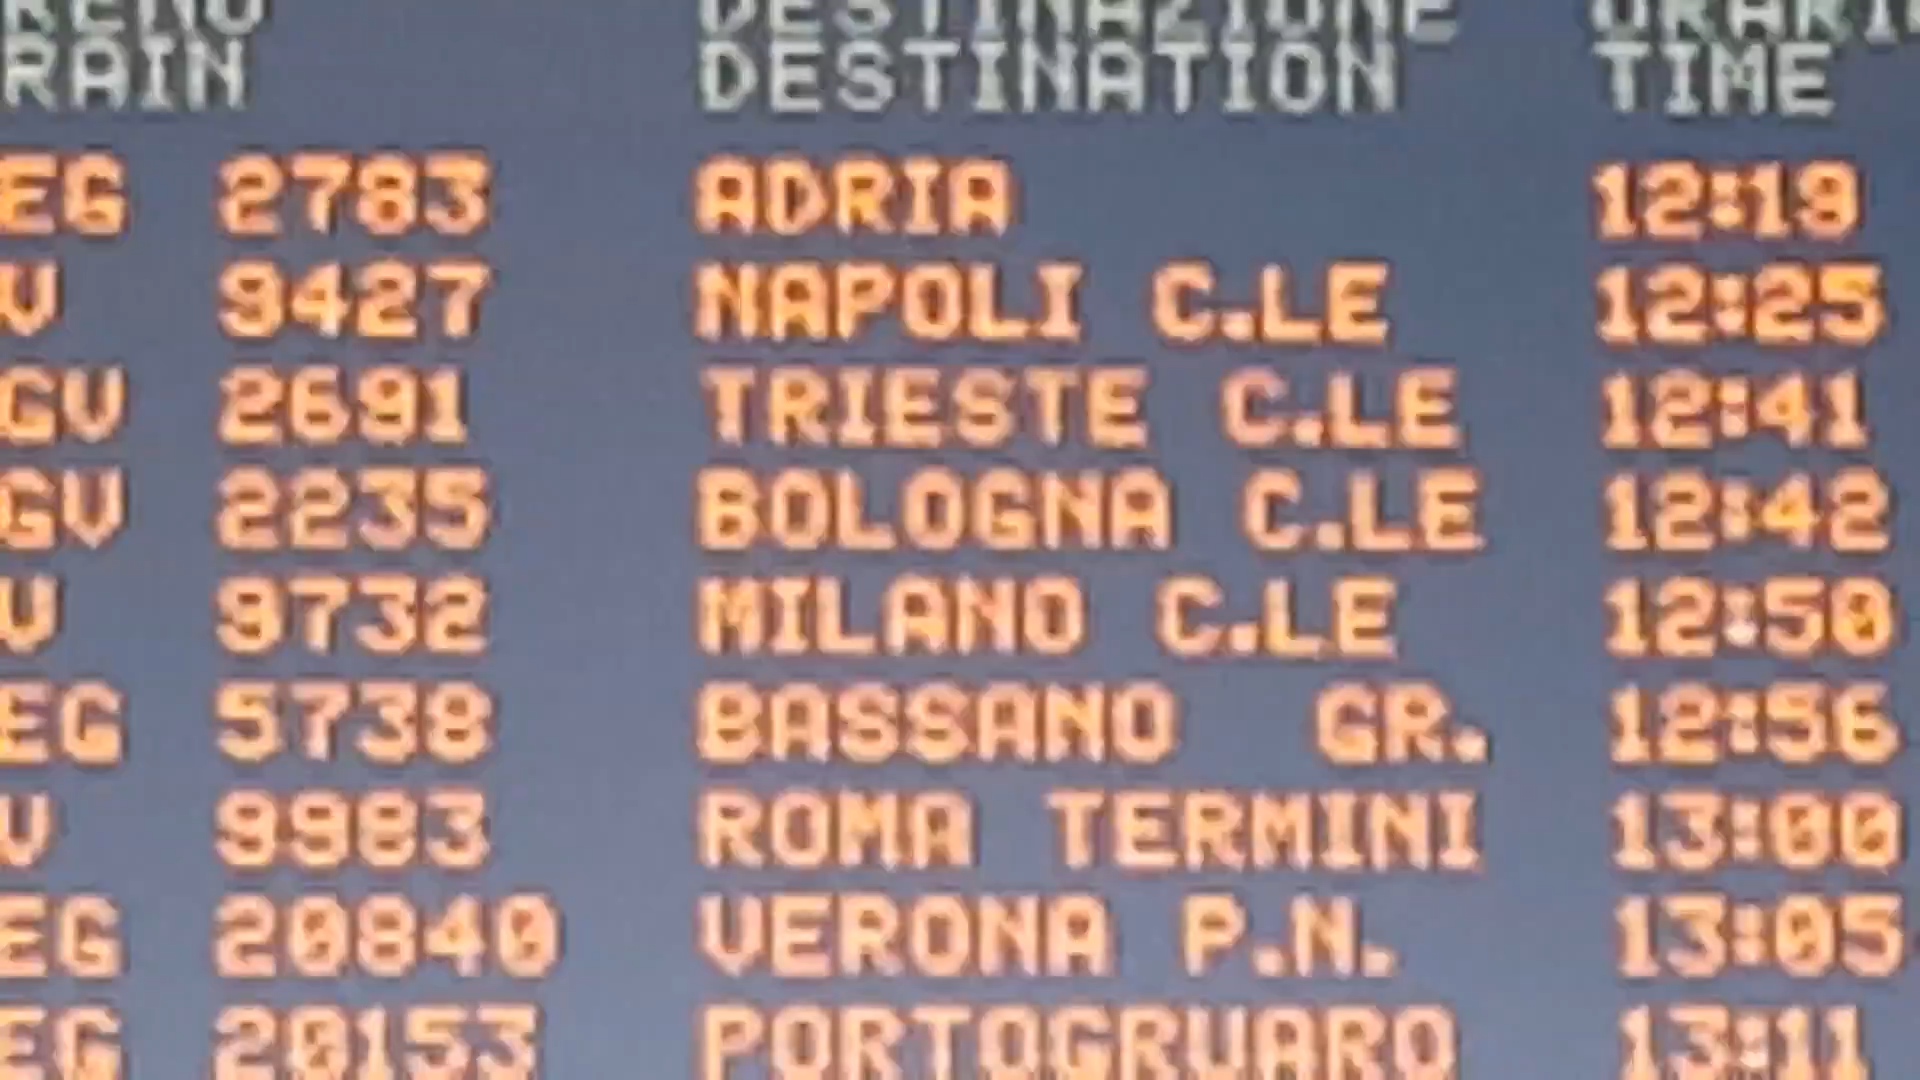 RENO DESTINAZIONE ORARI
RAIN DESTINATION TIME
EG 2783 ADRIA 12:19
V 9427 NAPOLI C.LE 12:25
GV 2691 TRIESTE C.LE 12:41
GV 2235 BOLOGNA C.LE 12:42
V 9732 MILANO C.LE 12:50
EG 5738 BASSANO GR. 12:56
V 9983 ROMA TERMINI 13:00
EG 20840 VERONA P.N. 13:05
EG 20153 PORTOGRUARO 13:11